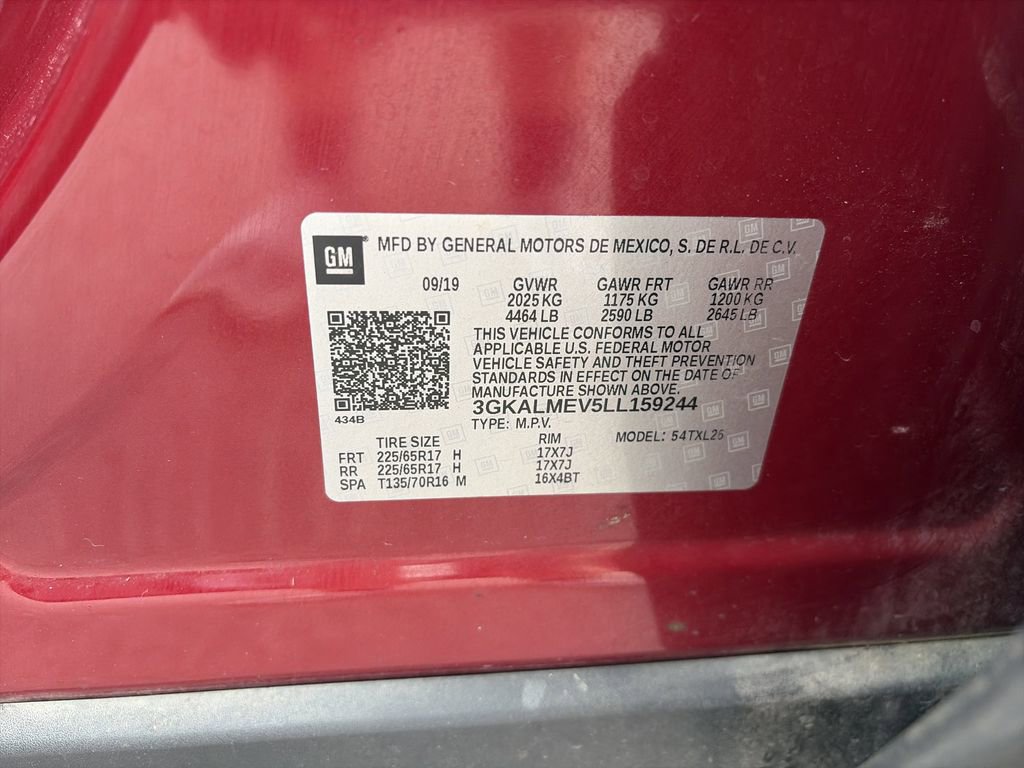 GM® MFD BY GENERAL MOTORS DE MEXICO, S. DE R.L. DE C.V.
09/19 GVWR GAWR FRT GAWR RR
2025 KG 1175 KG 1200 KG
4464 LB 2590 LB 2645 LB
THIS VEHICLE CONFORMS TO ALL
APPLICABLE U.S. FEDERAL MOTOR
VEHICLE SAFETY AND THEFT PREVENTION
STANDARDS IN EFFECT ON THE DATE OF
MANUFACTURE SHOWN ABOVE.
3GKALMEV5LL159244
434B
TYPE: M.P.V.
TIRE SIZE RIM MODEL: 54TXL26
FRT 225/65R17 H 17X7J
RR 225/65R17 H 17X7J
SPA T135/70R16 M 16X4BT